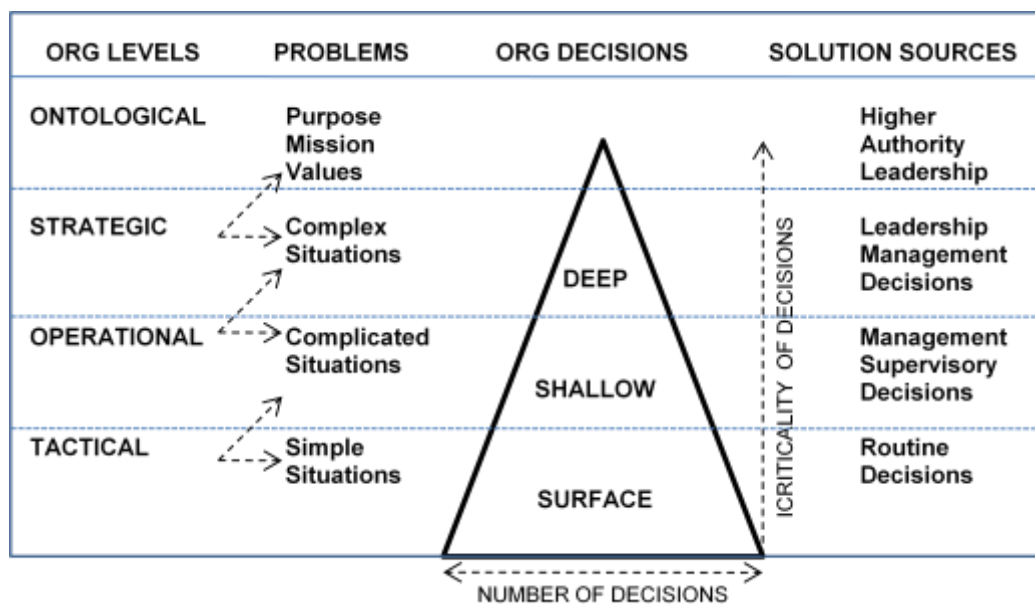 ORG LEVELS PROBLEMS ORG DECISIONS SOLUTION SOURCES
ONTOLOGICAL Purpose Higher
Mission Authority
Values Leadership
STRATEGIC Complex Leadership
Situations Management
DEEP Decisions
OPERATIONAL Complicated Management
Situations Supervisory
SHALLOW Decisions
TACTICAL Simple Routine
Situations Decisions
SURFACE
ICRITICALITY OF DECISIONS
NUMBER OF DECISIONS